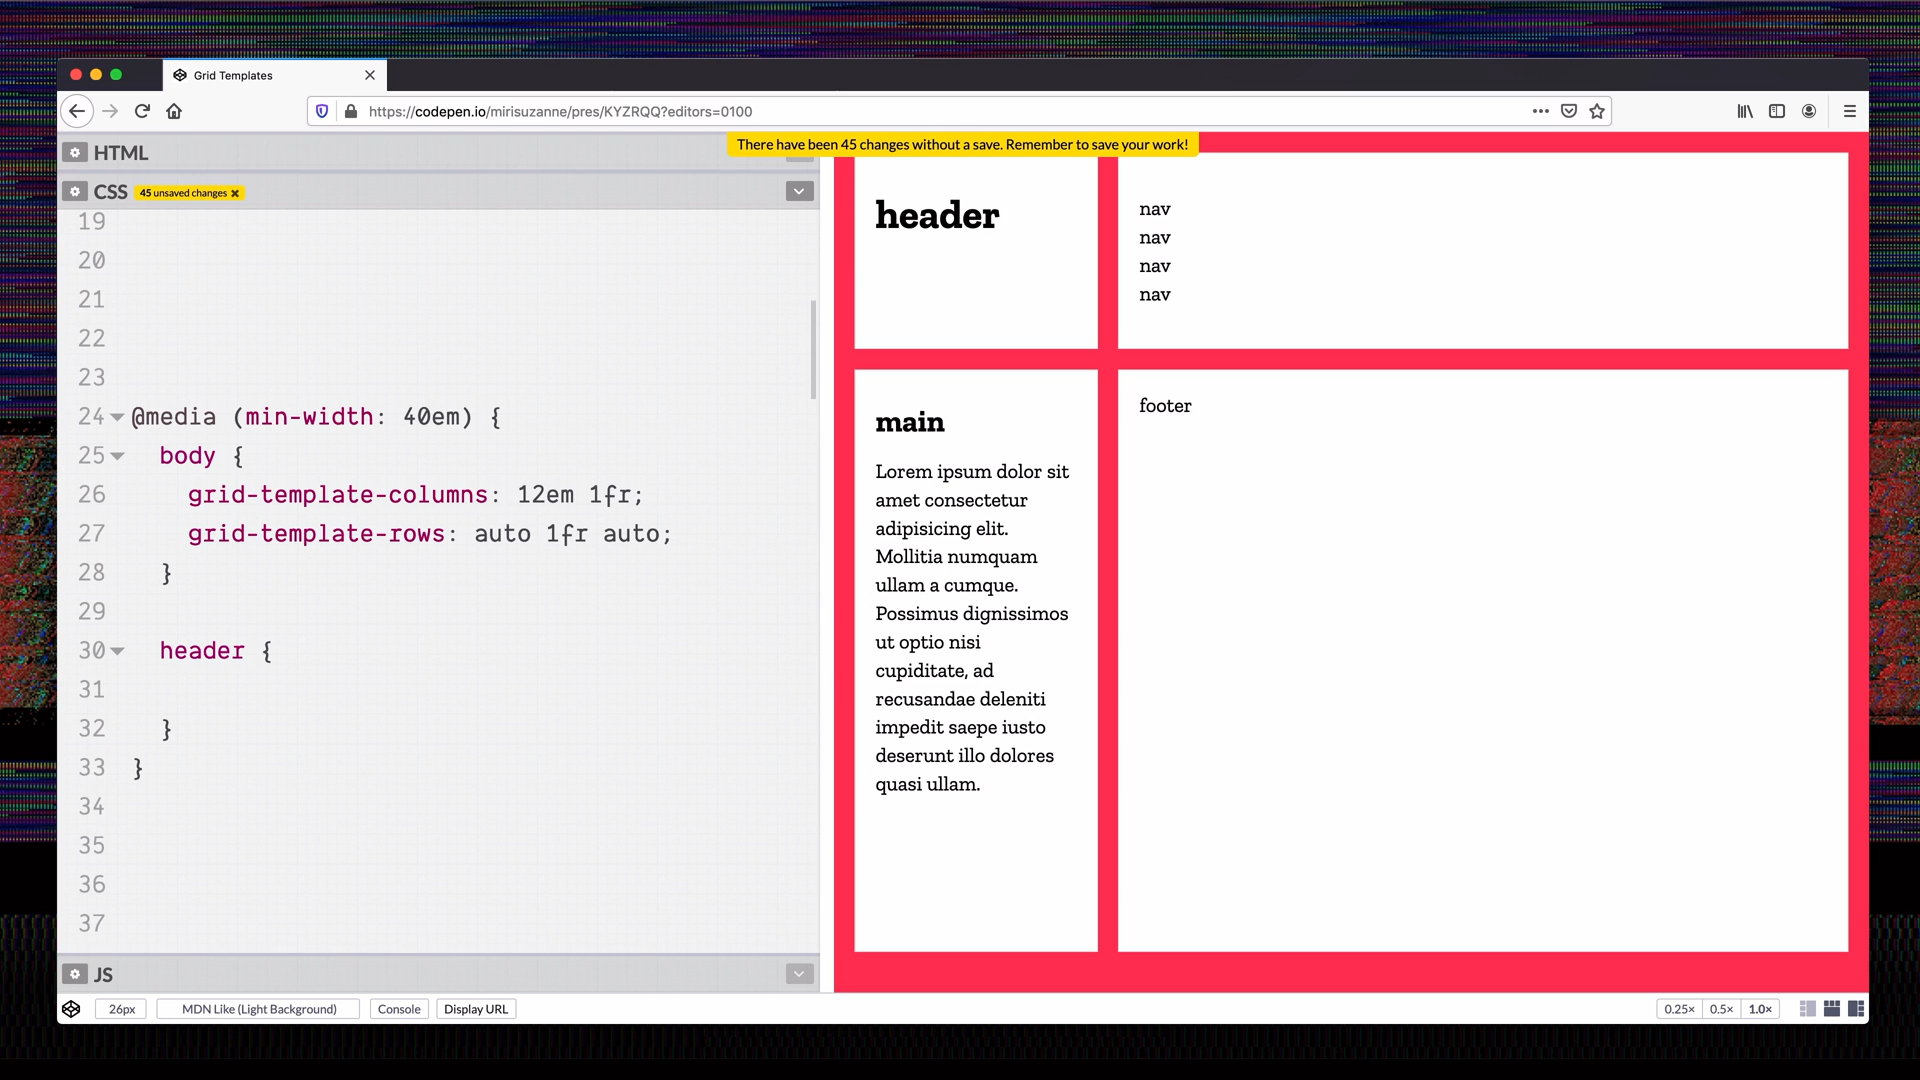 Grid Templates
https://codepen.io/mirisuzanne/pres/KYZRQQ?editors=0100
There have been 45 changes without a save. Remember to save your work!
HTML
CSS 45 unsaved changes
19
20
21
22
23
24 @media (min-width: 40em) {
25 body {
26 grid-template-columns: 12em 1fr;
27 grid-template-rows: auto 1fr auto;
28 }
29
30 header {
31
32 }
33 }
34
35
36
37
JS
header
nav
nav
nav
nav
main
Lorem ipsum dolor sit
amet consectetur
adipisicing elit.
Mollitia numquam
ullam a cumque.
Possimus dignissimos
ut optio nisi
cupiditate, ad
recusandae deleniti
impedit saepe iusto
deserunt illo dolores
quasi ullam.
footer
26px MDN Like (Light Background) Console Display URL 0.25× 0.5× 1.0×